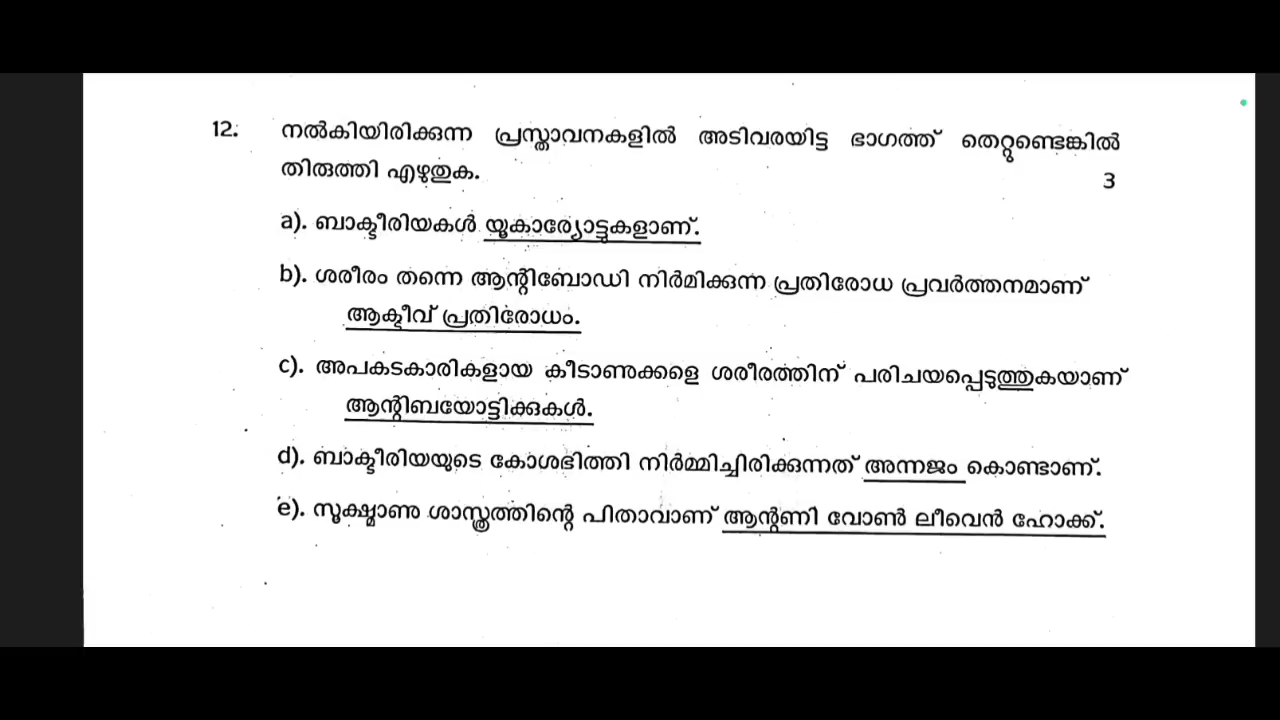 12. നൽകിയിരിക്കുന്ന പ്രസ്താവനകളിൽ അടിവരയിട്ട ഭാഗത്ത് തെറ്റുണ്ടെങ്കിൽ
തിരുത്തി എഴുതുക. 3
a). ബാക്ടീരിയകൾ യൂകാര്യോട്ടുകളാണ്.
b). ശരീരം തന്നെ ആന്റിബോഡി നിർമിക്കുന്ന പ്രതിരോധ പ്രവർത്തനമാണ്
ആക്ടീവ് പ്രതിരോധം.
c). അപകടകാരികളായ കീടാണുക്കളെ ശരീരത്തിന് പരിചയപ്പെടുത്തുകയാണ്
ആന്റിബയോട്ടിക്കുകൾ.
d). ബാക്ടീരിയയുടെ കോശഭിത്തി നിർമ്മിച്ചിരിക്കുന്നത് അന്നജം കൊണ്ടാണ്.
e). സൂക്ഷ്മാണു ശാസ്ത്രത്തിന്റെ പിതാവാണ് ആന്റണി വോൺ ലീവെൻ ഹോക്ക്.